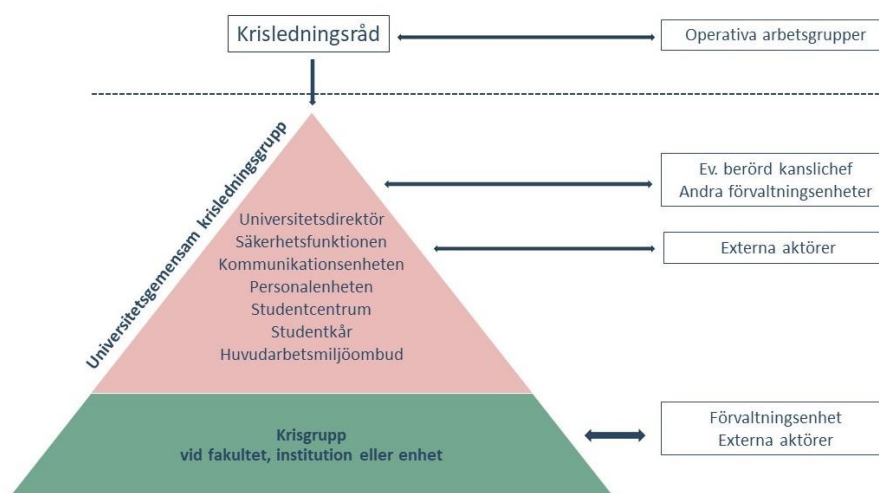 Krisledningsråd
Operativa arbetsgrupper
Universitetsgemensam krisledningsgrupp
Ev. berörd kanslichef
Andra förvaltningsenheter
Universitetsdirektör
Säkerhetsfunktionen
Kommunikationsenheten
Personalenheten
Studentcentrum
Studentkår
Huvudarbetsmiljöombud
Externa aktörer
Krisgrupp
vid fakultet, institution eller enhet
Förvaltningsenhet
Externa aktörer